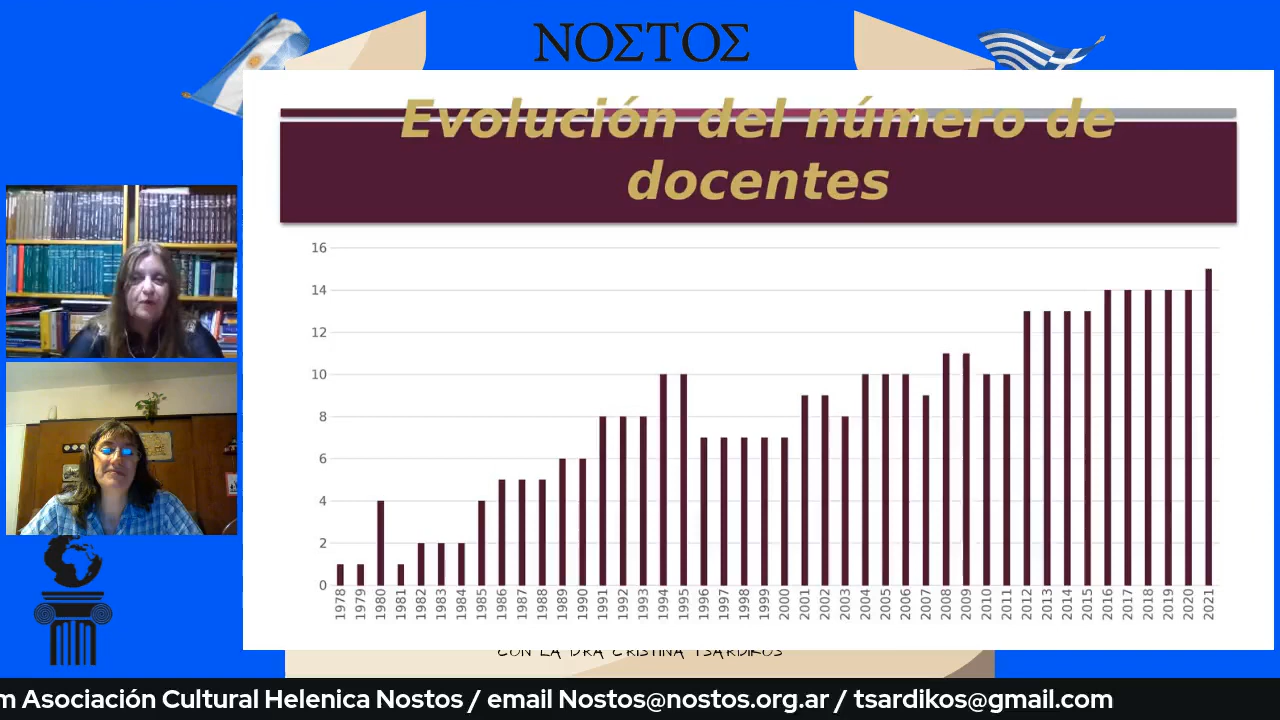 ΝΟΣΤΟΣ
Evolución del número de
docentes
16
14
12
10
8
6
4
2
0
1978 1979 1980 1981 1982 1983 1984 1985 1986 1987 1988 1989 1990 1991 1992 1993 1994 1995 1996 1997 1998 1999 2000 2001 2002 2003 2004 2005 2006 2007 2008 2009 2010 2011 2012 2013 2014 2015 2016 2017 2018 2019 2020 2021
CON LA DRA CRISTINA TSARDIKOS
m Asociación Cultural Helenica Nostos / email Nostos@nostos.org.ar / tsardikos@gmail.com